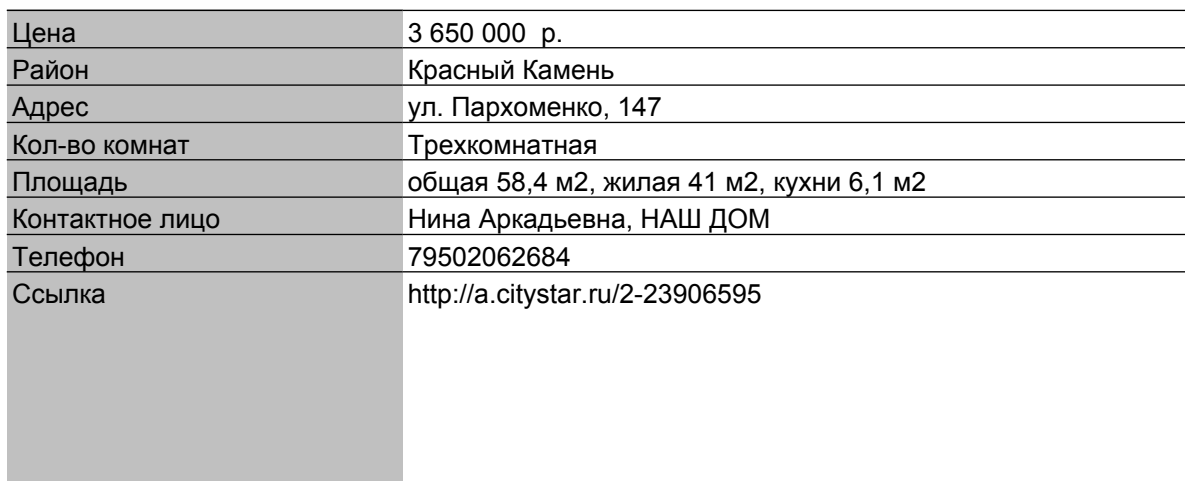 Цена 3 650 000 р.
Район Красный Камень
Адрес ул. Пархоменко, 147
Кол-во комнат Трехкомнатная
Площадь общая 58,4 м2, жилая 41 м2, кухни 6,1 м2
Контактное лицо Нина Аркадьевна, НАШ ДОМ
Телефон 79502062684
Ссылка http://a.citystar.ru/2-23906595